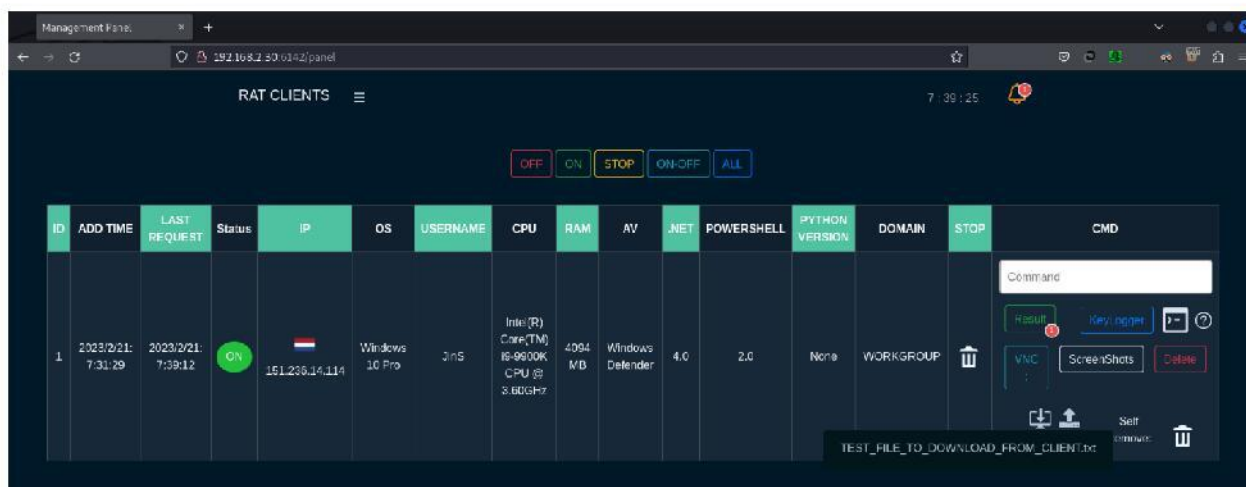 Management Panel
192.168.2.30:6142/panel
RAT CLIENTS
7 : 39 : 25
OFF
ON
STOP
ON-OFF
ALL
ID
ADD TIME
LAST
REQUEST
Status
IP
OS
USERNAME
CPU
RAM
AV
.NET
POWERSHELL
PYTHON
VERSION
DOMAIN
STOP
CMD
1
2023/2/21:
7:31:29
2023/2/21:
7:39:12
ON
151.236.14.114
Windows
10 Pro
JinS
Intel(R)
Core(TM)
i9-9900K
CPU @
3.60GHz
4094
MB
Windows
Defender
4.0
2.0
None
WORKGROUP
Command
Result
1
KeyLogger
VNC
:
ScreenShots
Delete
Self
TEST_FILE_TO_DOWNLOAD_FROM_CLIENT.txt